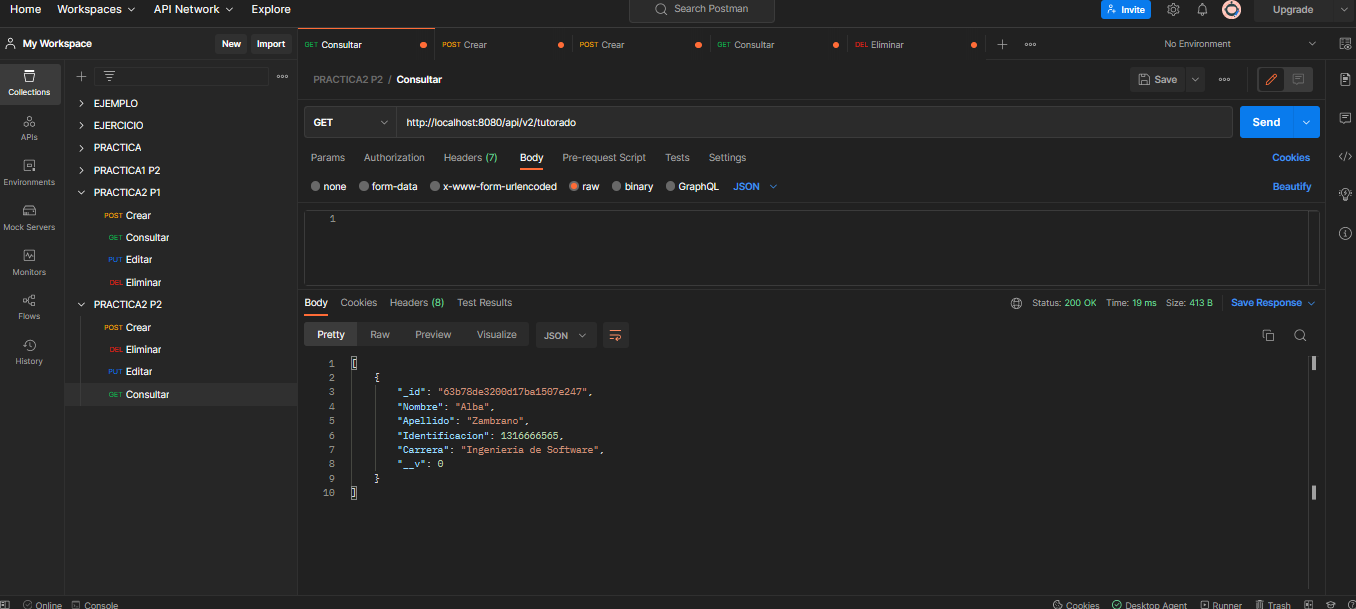 Home Workspaces API Network Explore Search Postman Invite Upgrade
My Workspace New Import GET Consultar POST Crear POST Crear GET Consultar DEL Eliminar No Environment
Collections
APIs
Environments
Mock Servers
Monitors
Flows
History
EJEMPLO
EJERCICIO
PRACTICA
PRACTICA1 P2
PRACTICA2 P1
POST Crear
GET Consultar
PUT Editar
DEL Eliminar
PRACTICA2 P2
POST Crear
DEL Eliminar
PUT Editar
GET Consultar
PRACTICA2 P2 / Consultar Save
GET http://localhost:8080/api/v2/tutorado Send
Params Authorization Headers (7) Body Pre-request Script Tests Settings Cookies
none form-data x-www-form-urlencoded raw binary GraphQL JSON Beautify
1
Body Cookies Headers (8) Test Results Status: 200 OK Time: 19 ms Size: 413 B Save Response
Pretty Raw Preview Visualize JSON
1 [
2 {
3 "_id": "63b78de3200d17ba1507e247",
4 "Nombre": "Alba",
5 "Apellido": "Zambrano",
6 "Identificacion": 1316666565,
7 "Carrera": "Ingenieria de Software",
8 "__v": 0
9 }
10 ]
Online Console Cookies Desktop Agent Runner Trash